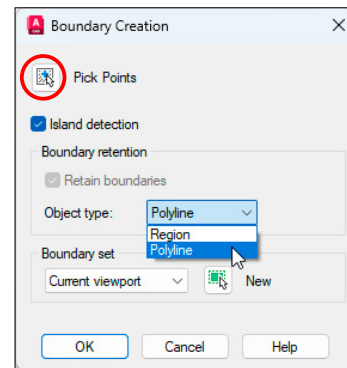 A
CAD
Boundary Creation
Pick Points
Island detection
Boundary retention
Retain boundaries
Object type: Polyline
Region
Polyline
Boundary set
Current viewport New
OK Cancel Help